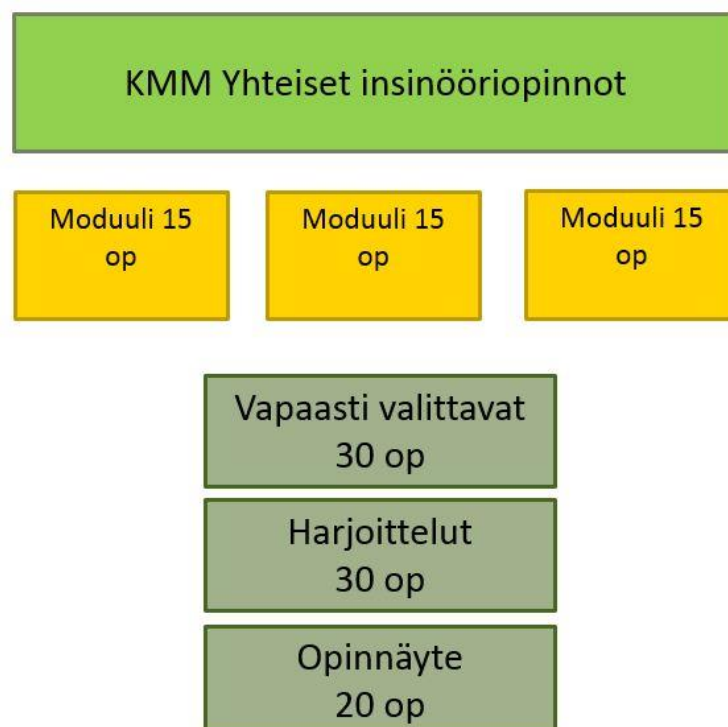 KMM Yhteiset insinööriopinnot
Moduuli 15
op
Moduuli 15
op
Moduuli 15
op
Vapaasti valittavat
30 op
Harjoittelut
30 op
Opinnäyte
20 op